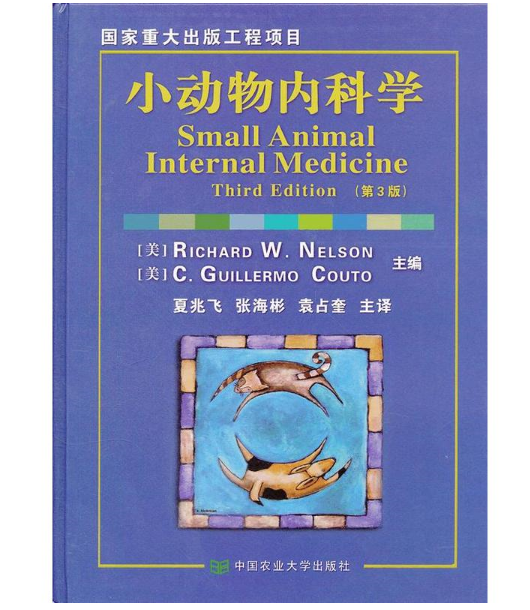 国家重大出版工程项目
小动物内科学
Small Animal
Internal Medicine
Third Edition （第3版）
［美］RICHARD W. NELSON
［美］C. GUILLERMO COUTO 主编
夏兆飞 张海彬 袁占奎 主译
中国农业大学出版社